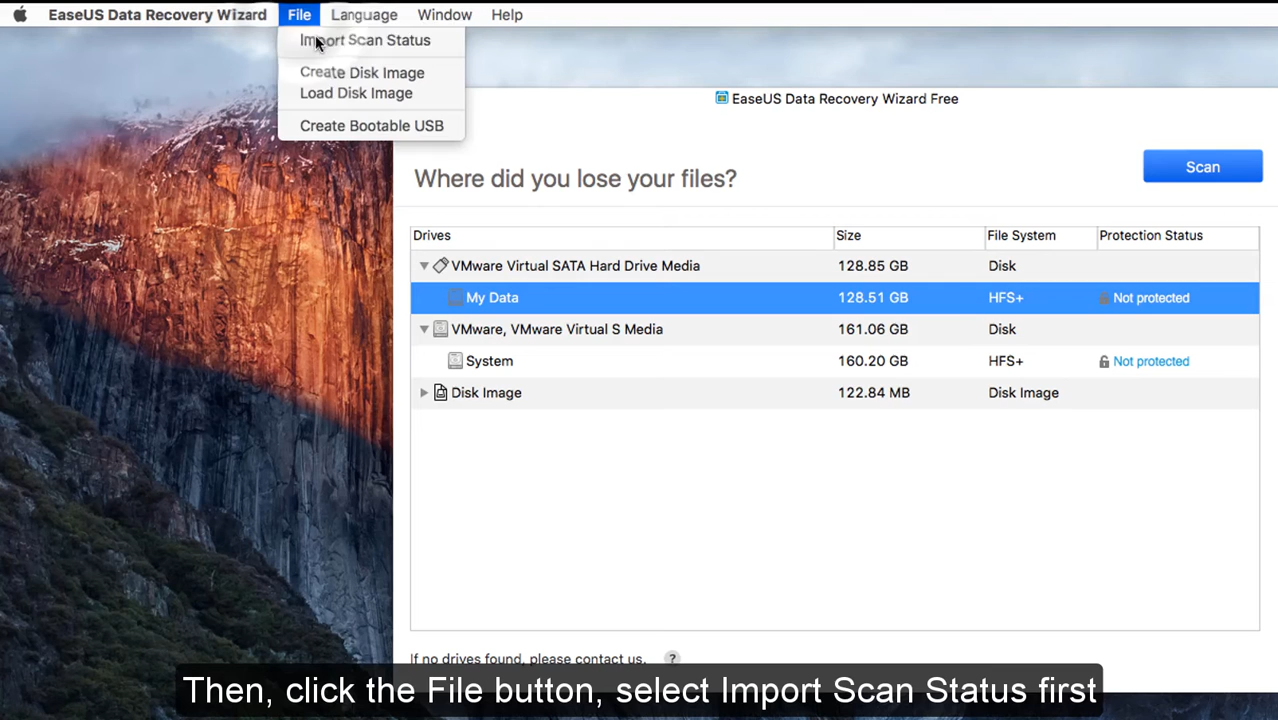 EaseUS Data Recovery Wizard File Language Window Help
Import Scan Status
Create Disk Image
Load Disk Image
Create Bootable USB
EaseUS Data Recovery Wizard Free
Where did you lose your files?
Scan
Drives Size File System Protection Status
VMware Virtual SATA Hard Drive Media 128.85 GB Disk
My Data 128.51 GB HFS+ Not protected
VMware, VMware Virtual S Media 161.06 GB Disk
System 160.20 GB HFS+ Not protected
Disk Image 122.84 MB Disk Image
If no drives found, please contact us. ?
Then, click the File button, select Import Scan Status first